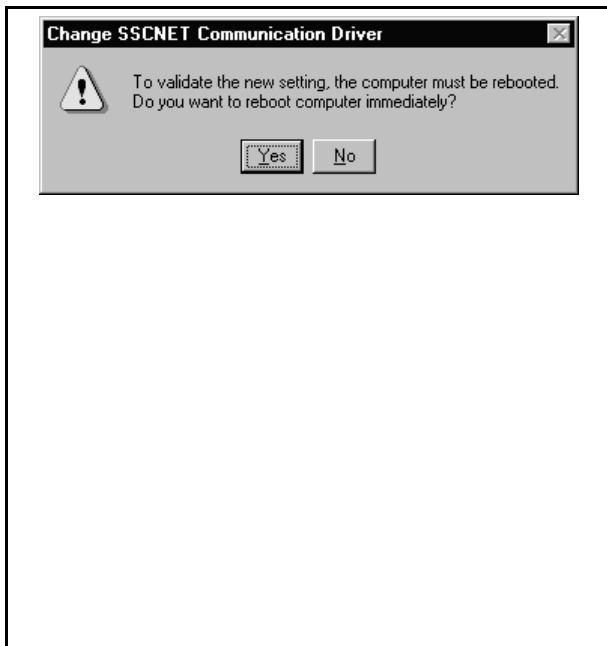 Change SSCNET Communication Driver
To validate the new setting, the computer must be rebooted.
Do you want to reboot computer immediately?
Yes No